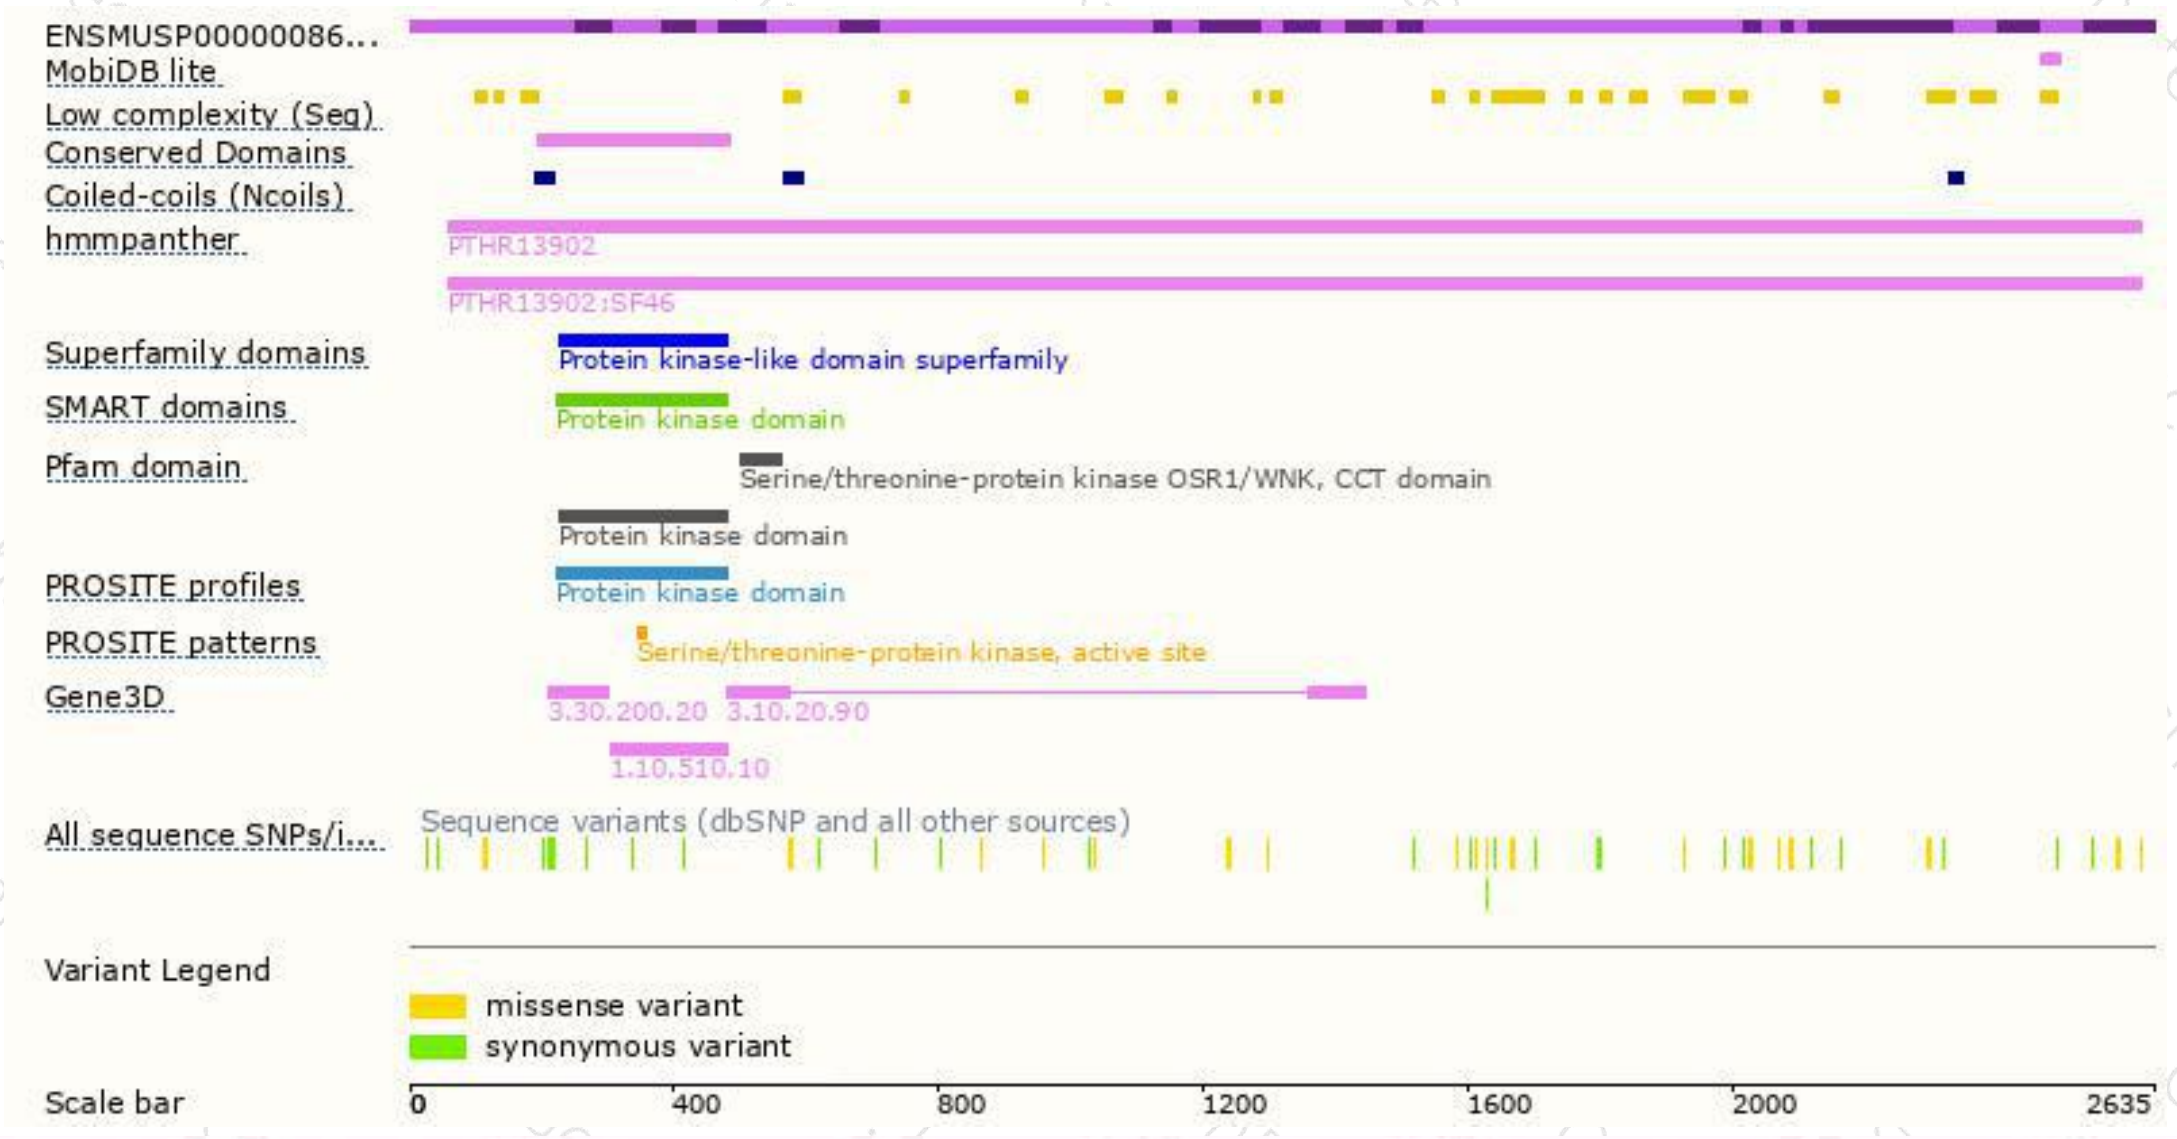 ENSMUSP00000086...
MobiDB lite
Low complexity (Seg)
Conserved Domains
Coiled-coils (Ncoils)
hmmpanther
PTHR13902
PTHR13902:SF46
Superfamily domains
Protein kinase-like domain superfamily
SMART domains
Protein kinase domain
Pfam domain
Serine/threonine-protein kinase OSR1/WNK, CCT domain
Protein kinase domain
PROSITE profiles
Protein kinase domain
PROSITE patterns
Serine/threonine-protein kinase, active site
Gene3D
3.30.200.20 3.10.20.90
1.10.510.10
All sequence SNPs/i...
Sequence variants (dbSNP and all other sources)
Variant Legend
missense variant
synonymous variant
Scale bar 0 400 800 1200 1600 2000 2635